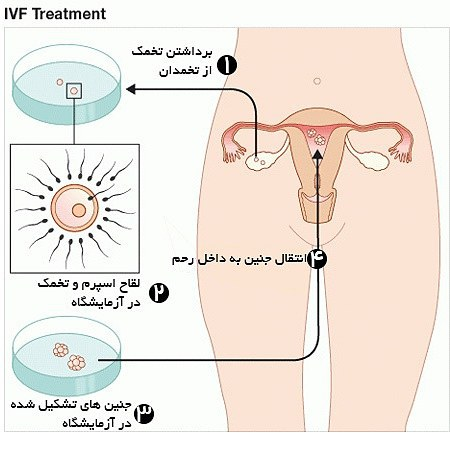 IVF Treatment
۱ برداشتن تخمک
از تخمدان
۲ لقاح اسپرم و تخمک
در آزمایشگاه
۳ جنین های تشکیل شده
در آزمایشگاه
۴ انتقال جنین به داخل رحم